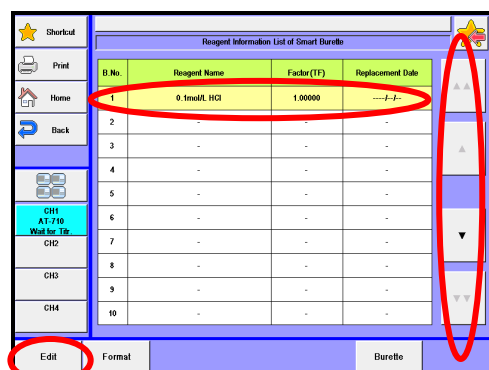 Shortcut
Reagent Information List of Smart Burette
Print
Home
Back
B.No. Reagent Name Factor(TF) Replacement Date
1 0.1mol/L HCl 1.00000 ----/--/--
2 - - -
3 - - -
4 - - -
5 - - -
6 - - -
7 - - -
8 - - -
9 - - -
10 - - -
CH1
AT-710
Wait for Titr.
CH2
CH3
CH4
Edit Format Burette